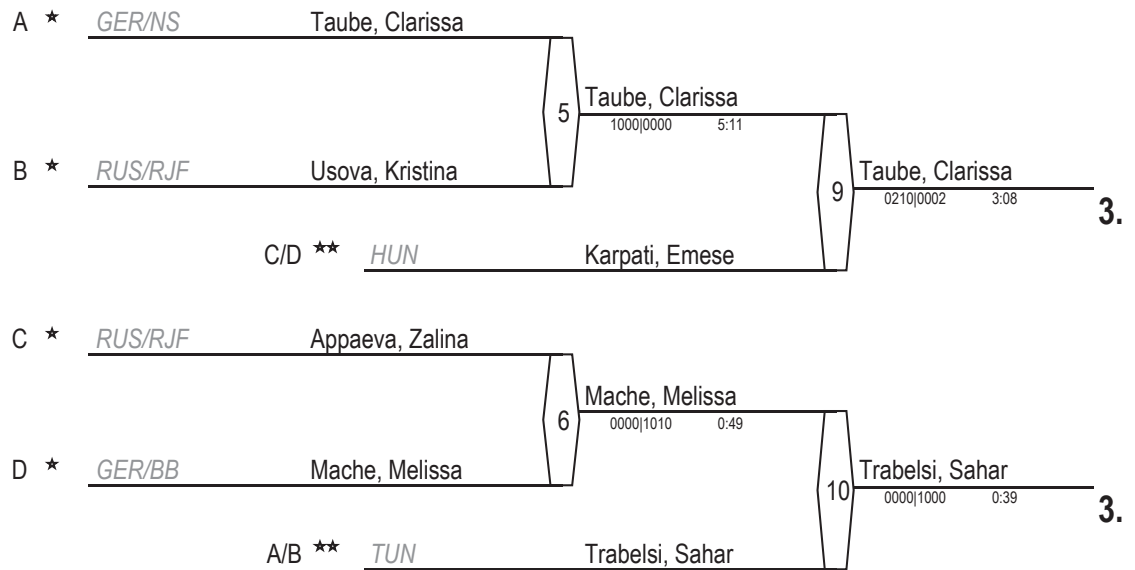 A ★ GER/NS Taube, Clarissa
5 Taube, Clarissa
1000|0000 5:11
B ★ RUS/RJF Usova, Kristina
9 Taube, Clarissa
0210|0002 3:08
3.
C/D ★★ HUN Karpati, Emese
C ★ RUS/RJF Appaeva, Zalina
6 Mache, Melissa
0000|1010 0:49
D ★ GER/BB Mache, Melissa
10 Trabelsi, Sahar
0000|1000 0:39
3.
A/B ★★ TUN Trabelsi, Sahar